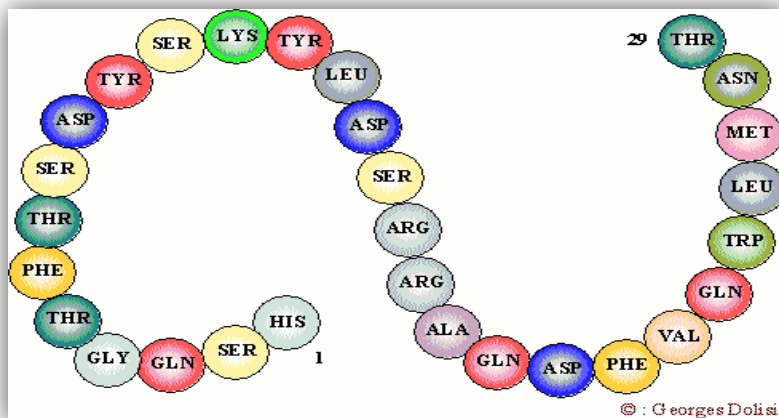 HIS
1
SER
GLN
GLY
THR
PHE
THR
SER
ASP
TYR
SER
LYS
TYR
LEU
ASP
SER
ARG
ARG
ALA
GLN
ASP
PHE
VAL
GLN
TRP
LEU
MET
ASN
THR
29
© : Georges Dolisi